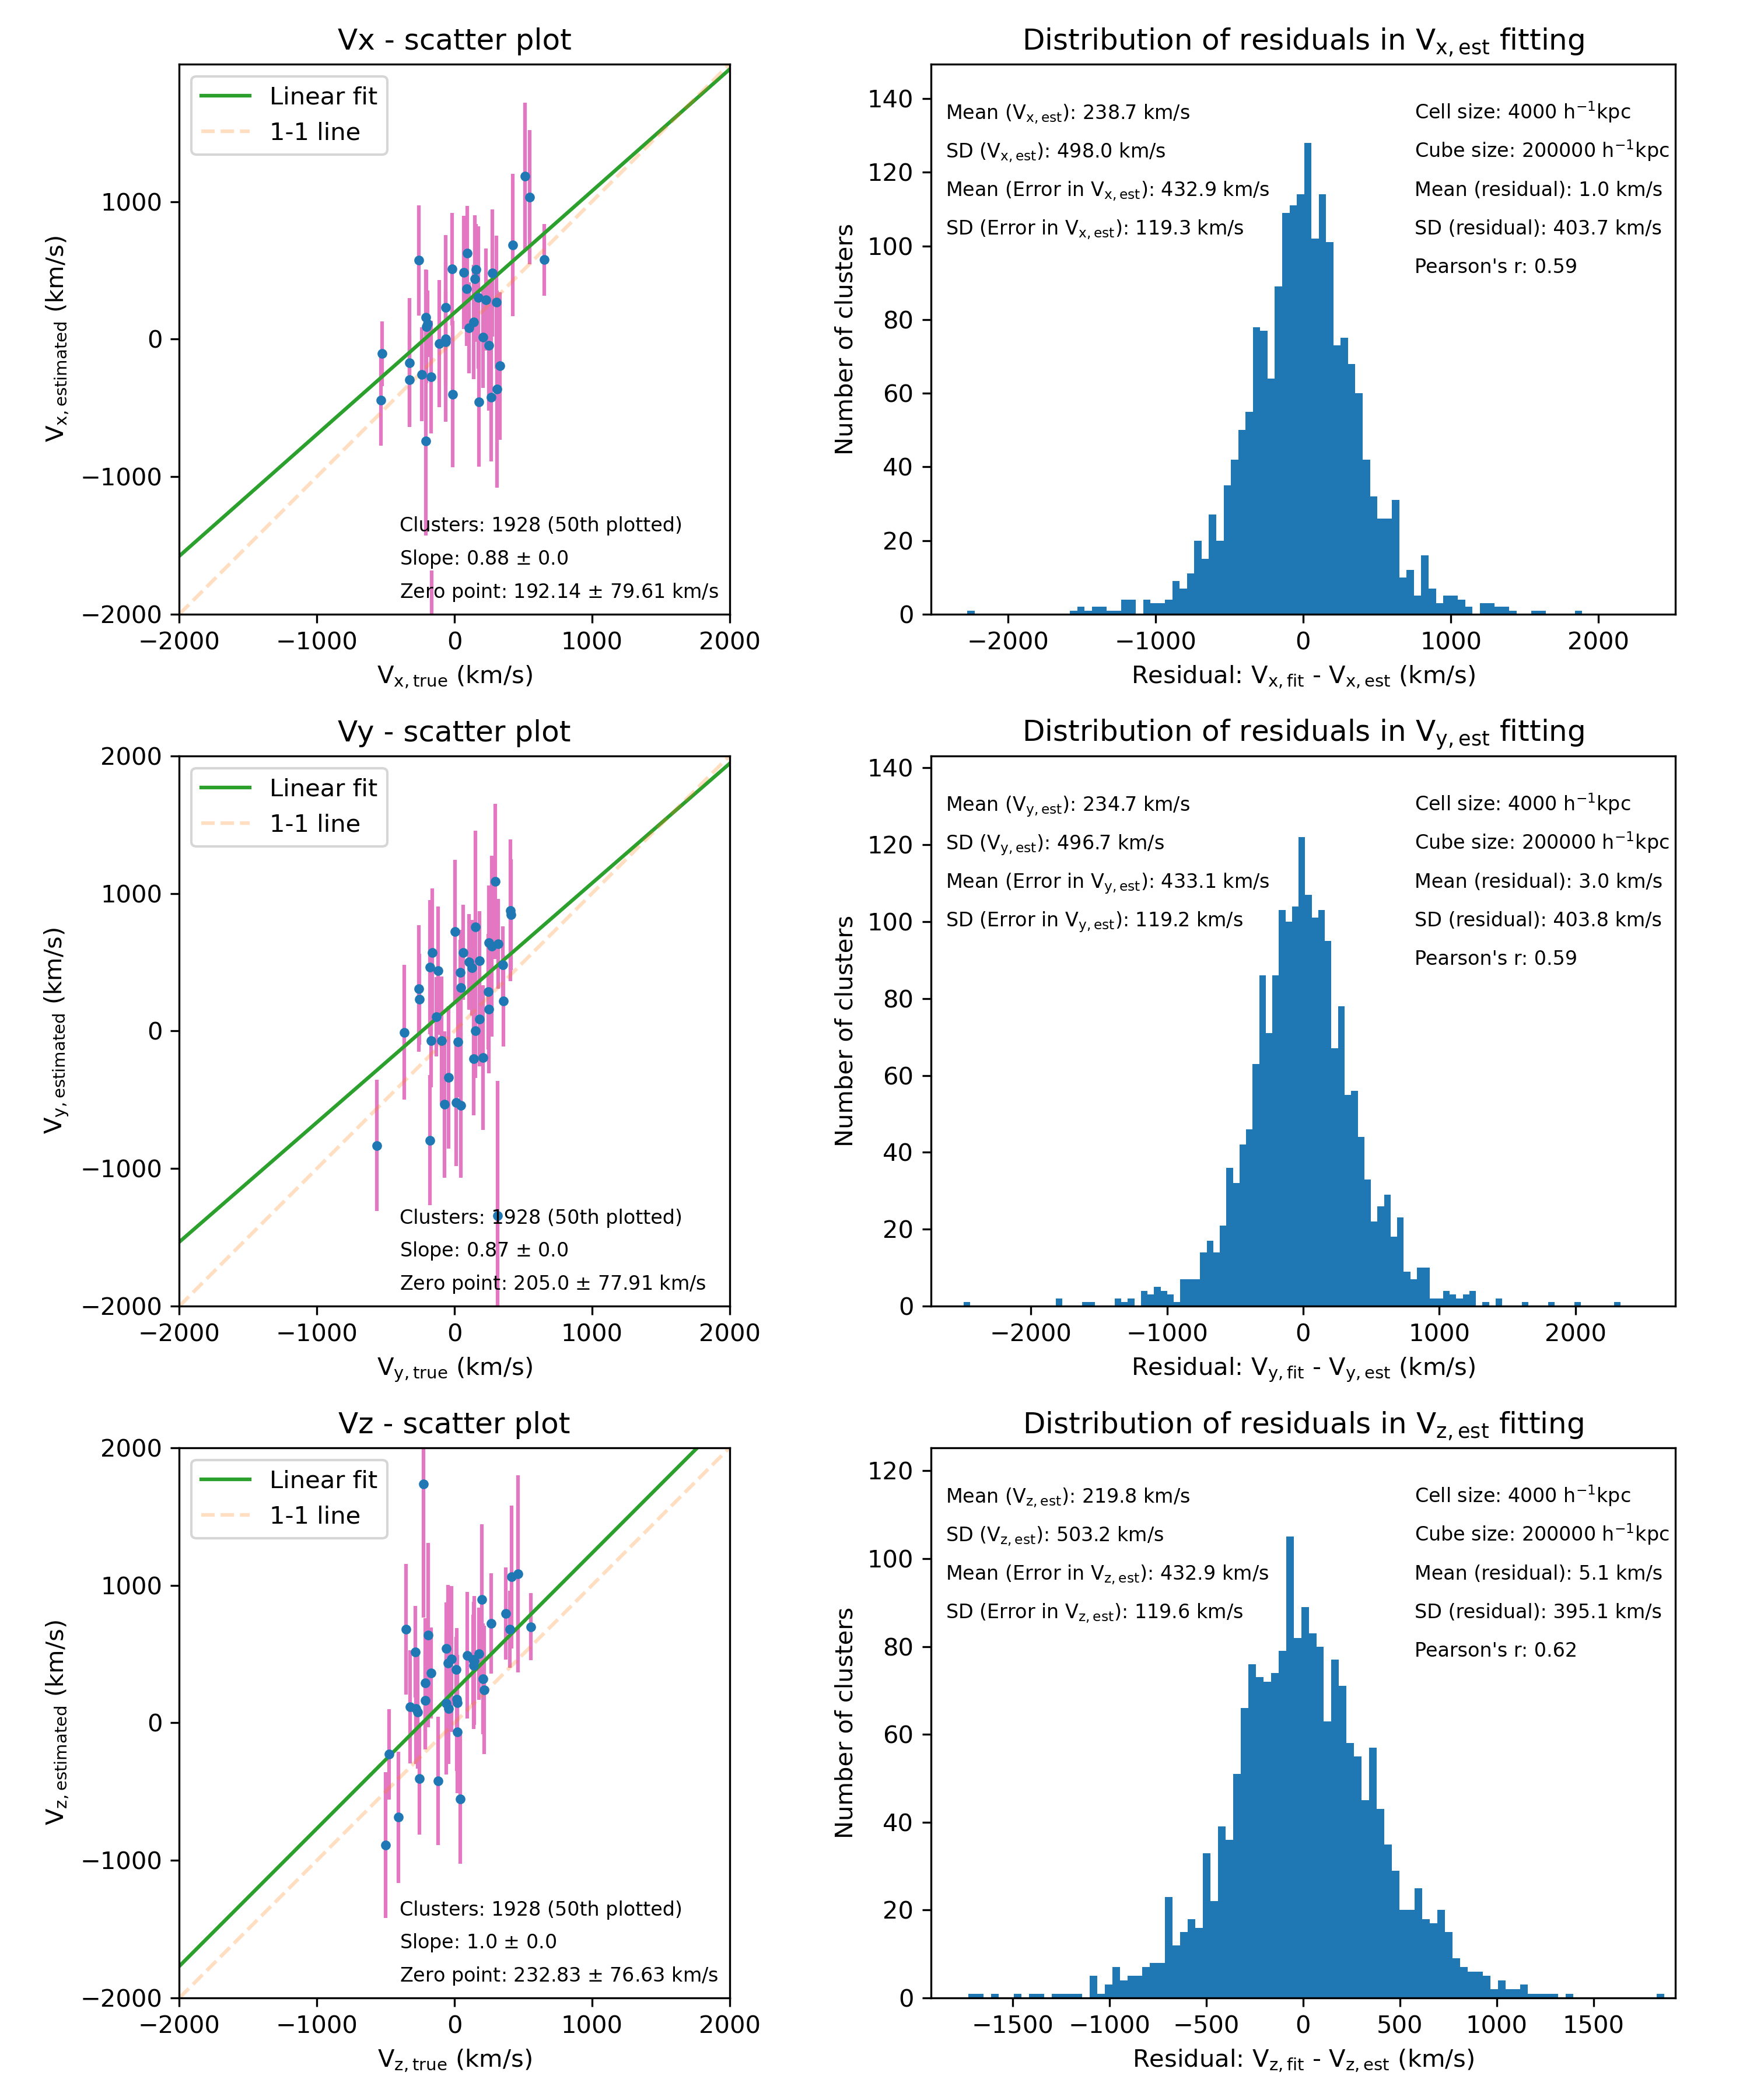 Vx - scatter plot
Linear fit
1-1 line
1000
0
−1000
−2000
V_x, estimated (km/s)
Clusters: 1928 (50th plotted)
Slope: 0.88 ± 0.0
Zero point: 192.14 ± 79.61 km/s
−2000 −1000 0 1000 2000
V_x, true (km/s)
Distribution of residuals in V_x, est fitting
Mean (V_x, est): 238.7 km/s
SD (V_x, est): 498.0 km/s
Mean (Error in V_x, est): 432.9 km/s
SD (Error in V_x, est): 119.3 km/s
Cell size: 4000 h⁻¹kpc
Cube size: 200000 h⁻¹kpc
Mean (residual): 1.0 km/s
SD (residual): 403.7 km/s
Pearson's r: 0.59
140
120
100
80
60
40
20
0
Number of clusters
−2000 −1000 0 1000 2000
Residual: V_x, fit - V_x, est (km/s)
Vy - scatter plot
Linear fit
1-1 line
2000
1000
0
−1000
−2000
V_y, estimated (km/s)
Clusters: 1928 (50th plotted)
Slope: 0.87 ± 0.0
Zero point: 205.0 ± 77.91 km/s
−2000 −1000 0 1000 2000
V_y, true (km/s)
Distribution of residuals in V_y, est fitting
Mean (V_y, est): 234.7 km/s
SD (V_y, est): 496.7 km/s
Mean (Error in V_y, est): 433.1 km/s
SD (Error in V_y, est): 119.2 km/s
Cell size: 4000 h⁻¹kpc
Cube size: 200000 h⁻¹kpc
Mean (residual): 3.0 km/s
SD (residual): 403.8 km/s
Pearson's r: 0.59
140
120
100
80
60
40
20
0
Number of clusters
−2000 −1000 0 1000 2000
Residual: V_y, fit - V_y, est (km/s)
Vz - scatter plot
Linear fit
1-1 line
2000
1000
0
−1000
−2000
V_z, estimated (km/s)
Clusters: 1928 (50th plotted)
Slope: 1.0 ± 0.0
Zero point: 232.83 ± 76.63 km/s
−2000 −1000 0 1000 2000
V_z, true (km/s)
Distribution of residuals in V_z, est fitting
Mean (V_z, est): 219.8 km/s
SD (V_z, est): 503.2 km/s
Mean (Error in V_z, est): 432.9 km/s
SD (Error in V_z, est): 119.6 km/s
Cell size: 4000 h⁻¹kpc
Cube size: 200000 h⁻¹kpc
Mean (residual): 5.1 km/s
SD (residual): 395.1 km/s
Pearson's r: 0.62
120
100
80
60
40
20
0
Number of clusters
−1500 −1000 −500 0 500 1000 1500
Residual: V_z, fit - V_z, est (km/s)